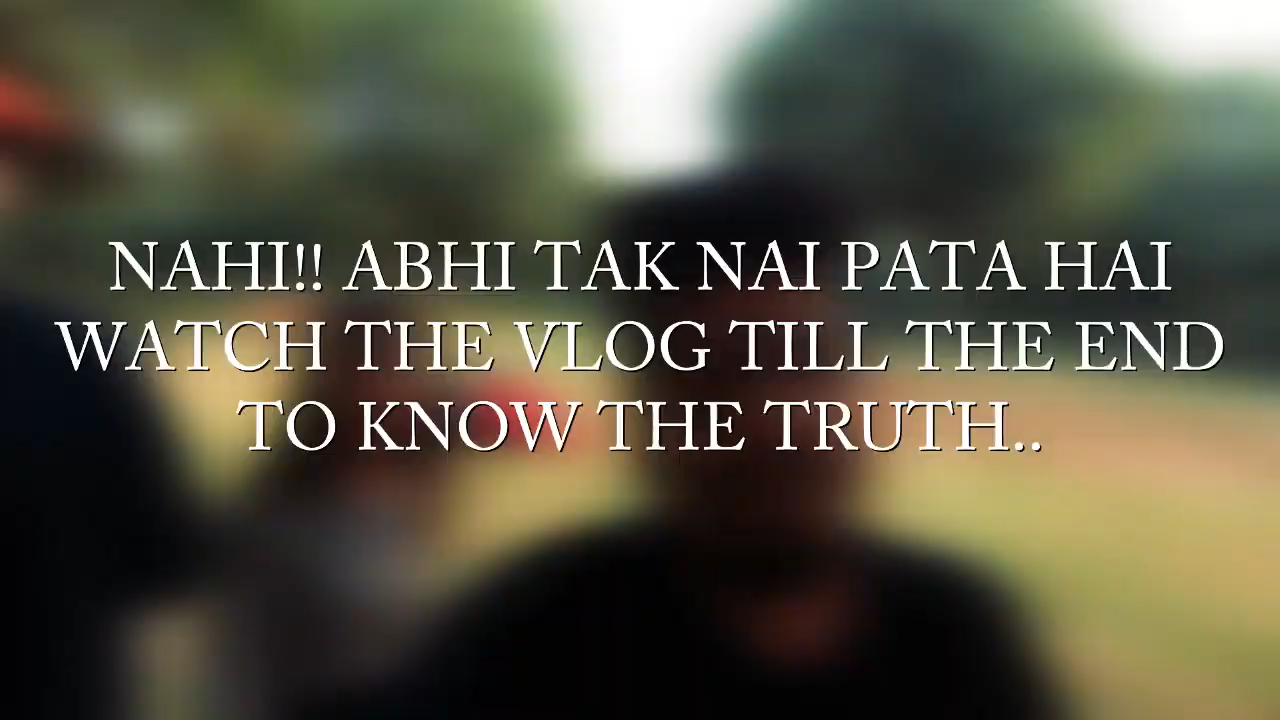 NAHI!! ABHI TAK NAI PATA HAI
WATCH THE VLOG TILL THE END
TO KNOW THE TRUTH..